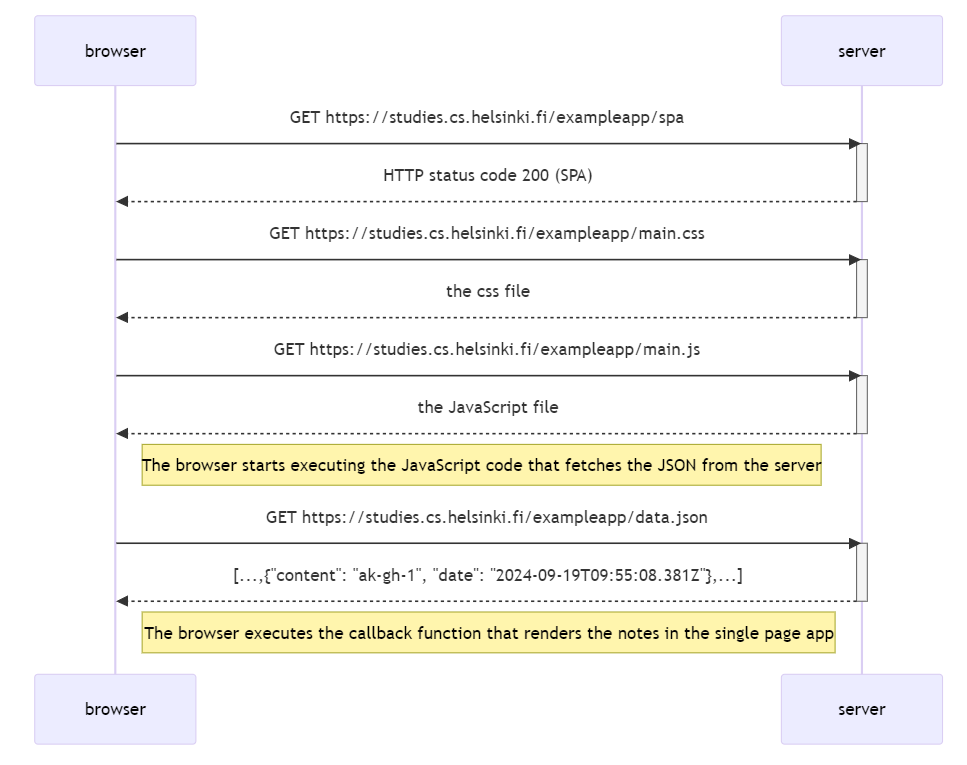 browser
server
GET https://studies.cs.helsinki.fi/exampleapp/spa
HTTP status code 200 (SPA)
GET https://studies.cs.helsinki.fi/exampleapp/main.css
the css file
GET https://studies.cs.helsinki.fi/exampleapp/main.js
the JavaScript file
The browser starts executing the JavaScript code that fetches the JSON from the server
GET https://studies.cs.helsinki.fi/exampleapp/data.json
[...,{"content": "ak-gh-1", "date": "2024-09-19T09:55:08.381Z"},...]
The browser executes the callback function that renders the notes in the single page app
browser
server